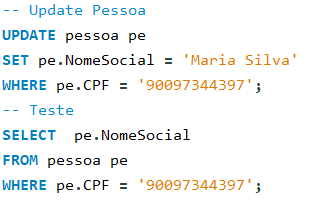 -- Update Pessoa
UPDATE pessoa pe
SET pe.NomeSocial = 'Maria Silva'
WHERE pe.CPF = '90097344397';
-- Teste
SELECT  pe.NomeSocial
FROM pessoa pe
WHERE pe.CPF = '90097344397';